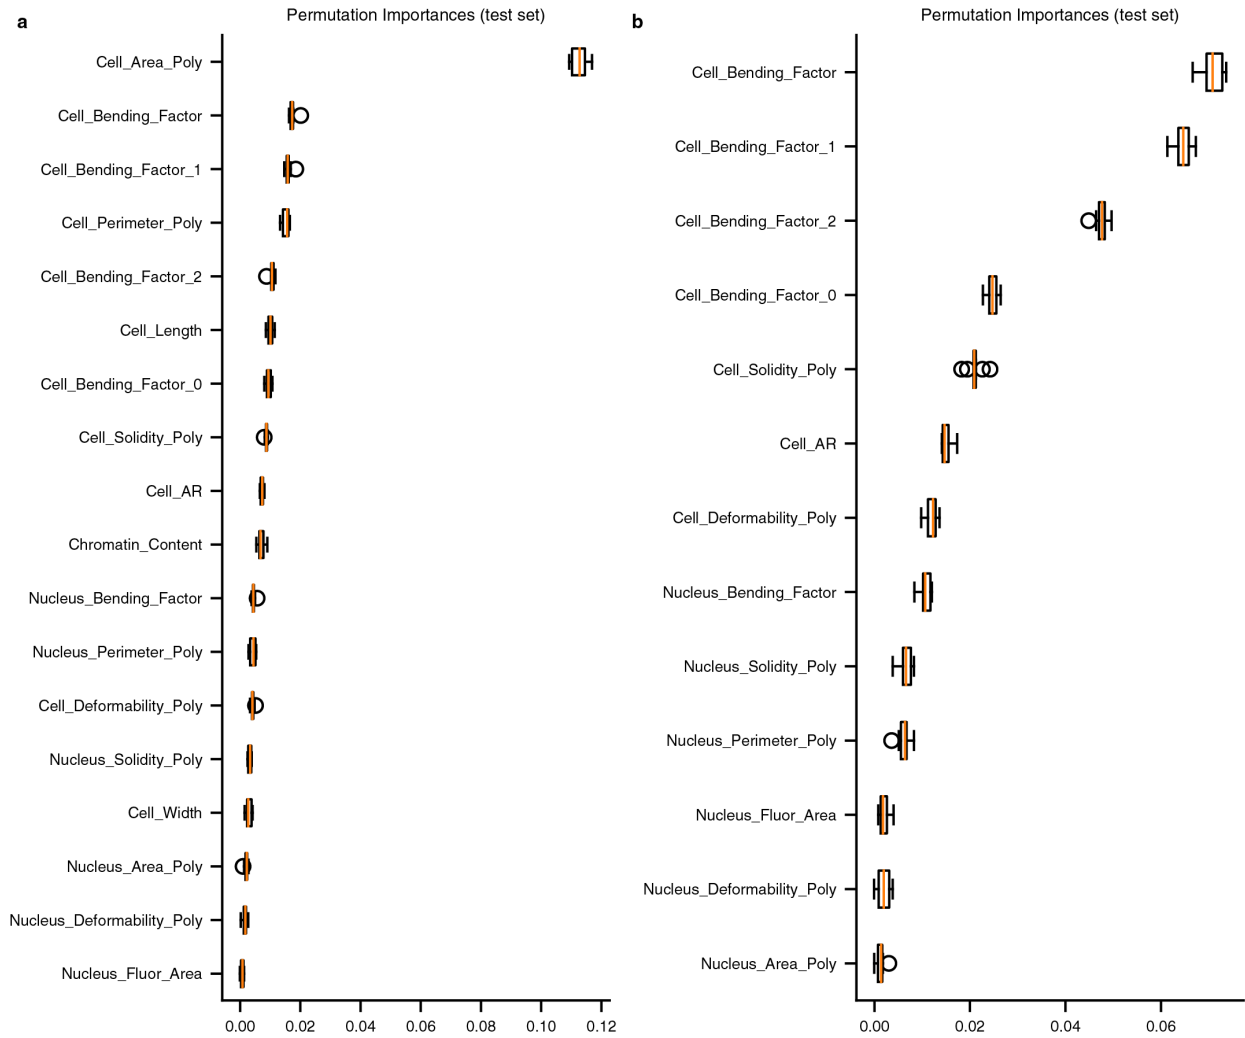 a
Permutation Importances (test set)
Cell_Area_Poly
Cell_Bending_Factor
Cell_Bending_Factor_1
Cell_Perimeter_Poly
Cell_Bending_Factor_2
Cell_Length
Cell_Bending_Factor_0
Cell_Solidity_Poly
Cell_AR
Chromatin_Content
Nucleus_Bending_Factor
Nucleus_Perimeter_Poly
Cell_Deformability_Poly
Nucleus_Solidity_Poly
Cell_Width
Nucleus_Area_Poly
Nucleus_Deformability_Poly
Nucleus_Fluor_Area
0.00 0.02 0.04 0.06 0.08 0.10 0.12
b
Permutation Importances (test set)
Cell_Bending_Factor
Cell_Bending_Factor_1
Cell_Bending_Factor_2
Cell_Bending_Factor_0
Cell_Solidity_Poly
Cell_AR
Cell_Deformability_Poly
Nucleus_Bending_Factor
Nucleus_Solidity_Poly
Nucleus_Perimeter_Poly
Nucleus_Fluor_Area
Nucleus_Deformability_Poly
Nucleus_Area_Poly
0.00 0.02 0.04 0.06